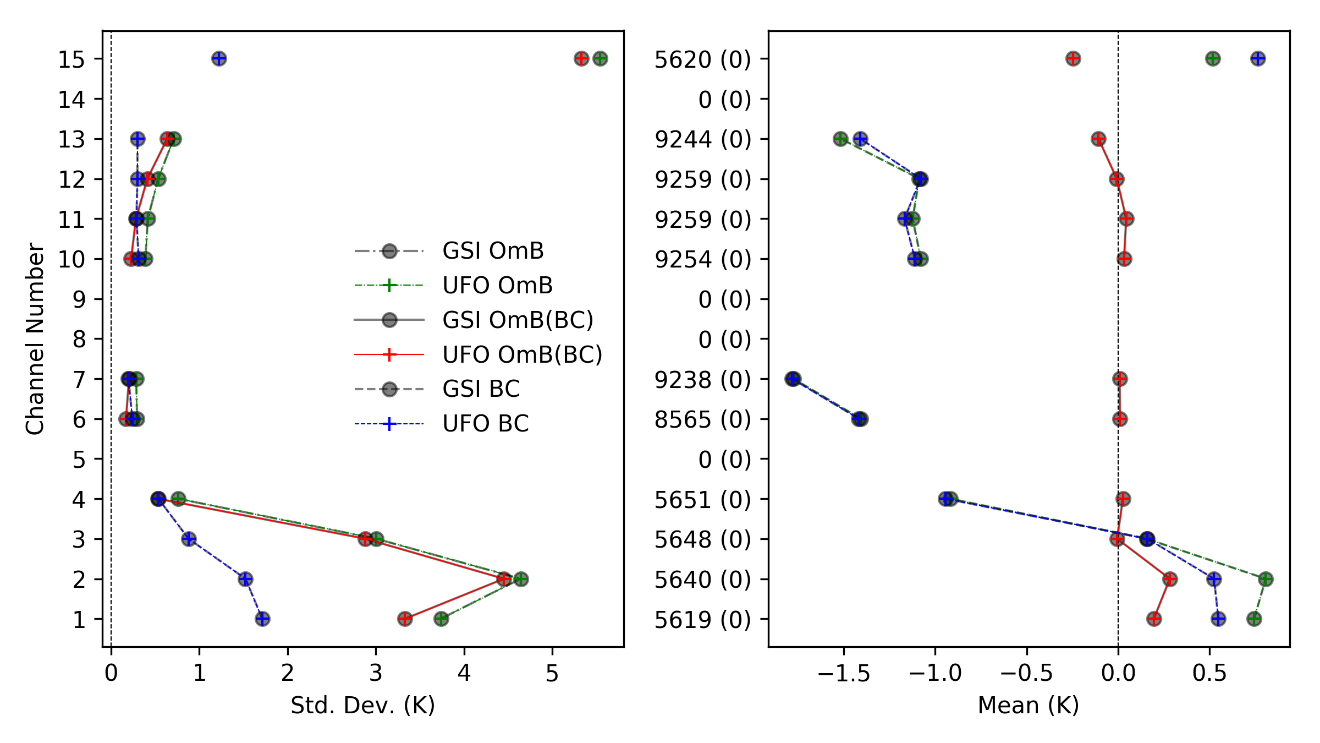 15
14
13
12
11
10
9
8
7
6
5
4
3
2
1
Channel Number
0 1 2 3 4 5
Std. Dev. (K)
GSI OmB
UFO OmB
GSI OmB(BC)
UFO OmB(BC)
GSI BC
UFO BC
5620 (0)
0 (0)
9244 (0)
9259 (0)
9259 (0)
9254 (0)
0 (0)
0 (0)
9238 (0)
8565 (0)
0 (0)
5651 (0)
5648 (0)
5640 (0)
5619 (0)
−1.5 −1.0 −0.5 0.0 0.5
Mean (K)